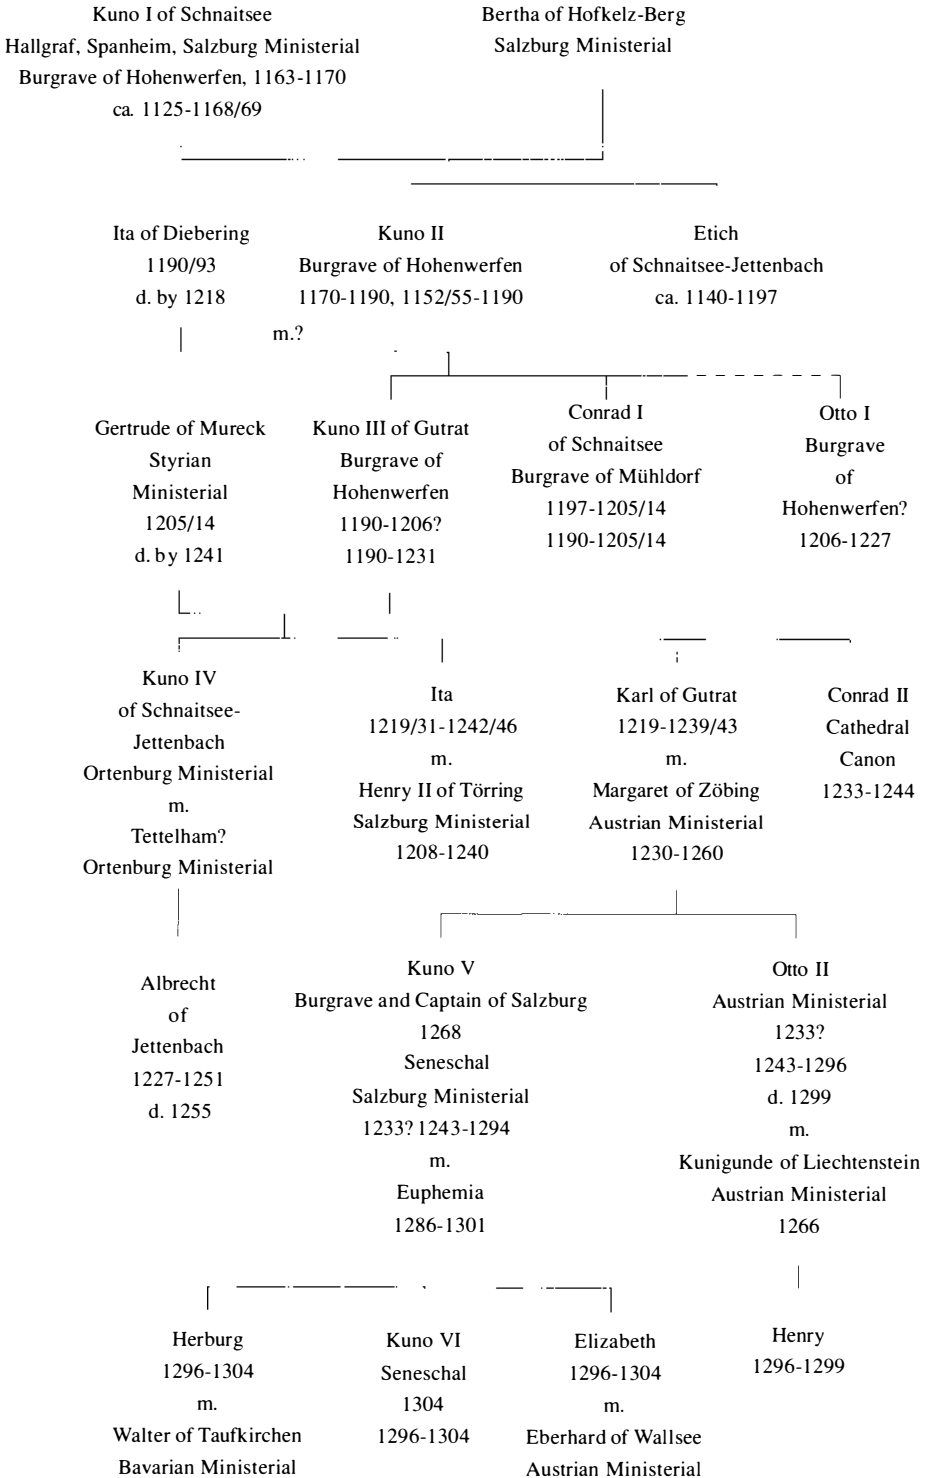 Kuno I of Schnaitsee
Hallgraf, Spanheim, Salzburg Ministerial
Burgrave of Hohenwerfen, 1163-1170
ca. 1125-1168/69
Bertha of Hofkelz-Berg
Salzburg Ministerial
Ita of Diebering
1190/93
d. by 1218
Kuno II
Burgrave of Hohenwerfen
1170-1190, 1152/55-1190
m.?
Etich
of Schnaitsee-Jettenbach
ca. 1140-1197
Gertrude of Mureck
Styrian
Ministerial
1205/14
d. by 1241
Kuno III of Gutrat
Burgrave of
Hohenwerfen
1190-1206?
1190-1231
Conrad I
of Schnaitsee
Burgrave of Mühldorf
1197-1205/14
1190-1205/14
Otto I
Burgrave
of
Hohenwerfen?
1206-1227
Kuno IV
of Schnaitsee-
Jettenbach
Ortenburg Ministerial
m.
Tettelham?
Ortenburg Ministerial
Ita
1219/31-1242/46
m.
Henry II of Törring
Salzburg Ministerial
1208-1240
Karl of Gutrat
1219-1239/43
m.
Margaret of Zöbing
Austrian Ministerial
1230-1260
Conrad II
Cathedral
Canon
1233-1244
Albrecht
of
Jettenbach
1227-1251
d. 1255
Kuno V
Burgrave and Captain of Salzburg
1268
Seneschal
Salzburg Ministerial
1233? 1243-1294
m.
Euphemia
1286-1301
Otto II
Austrian Ministerial
1233?
1243-1296
d. 1299
m.
Kunigunde of Liechtenstein
Austrian Ministerial
1266
Herburg
1296-1304
m.
Walter of Taufkirchen
Bavarian Ministerial
Kuno VI
Seneschal
1304
1296-1304
Elizabeth
1296-1304
m.
Eberhard of Wallsee
Austrian Ministerial
Henry
1296-1299